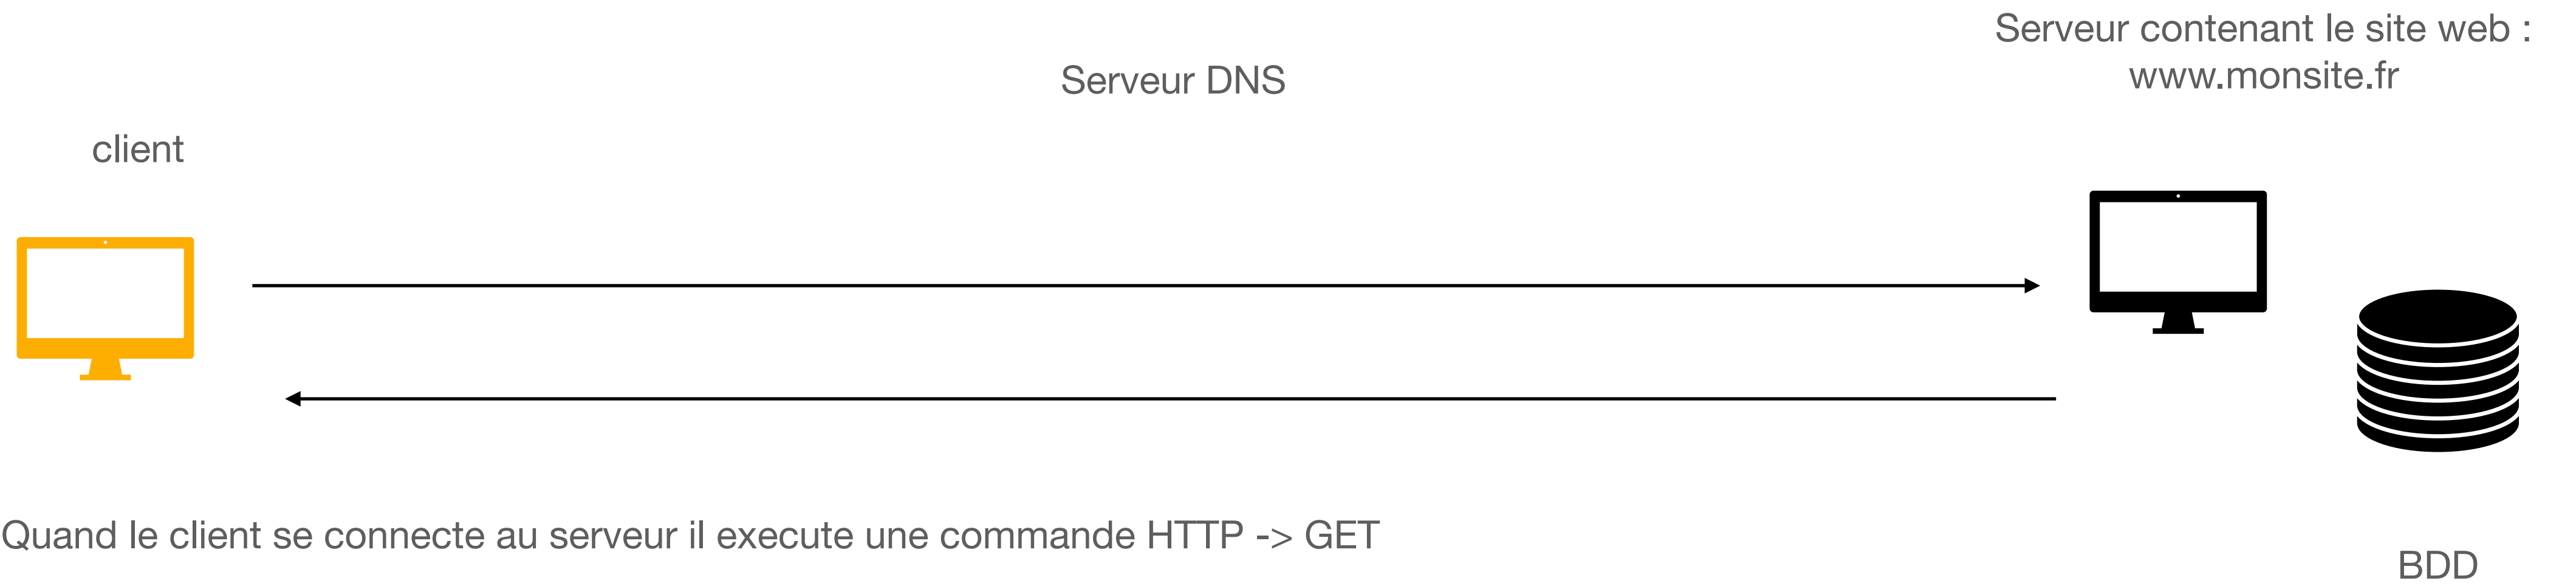 Serveur contenant le site web :
www.monsite.fr
Serveur DNS
client
Quand le client se connecte au serveur il execute une commande HTTP -> GET
BDD